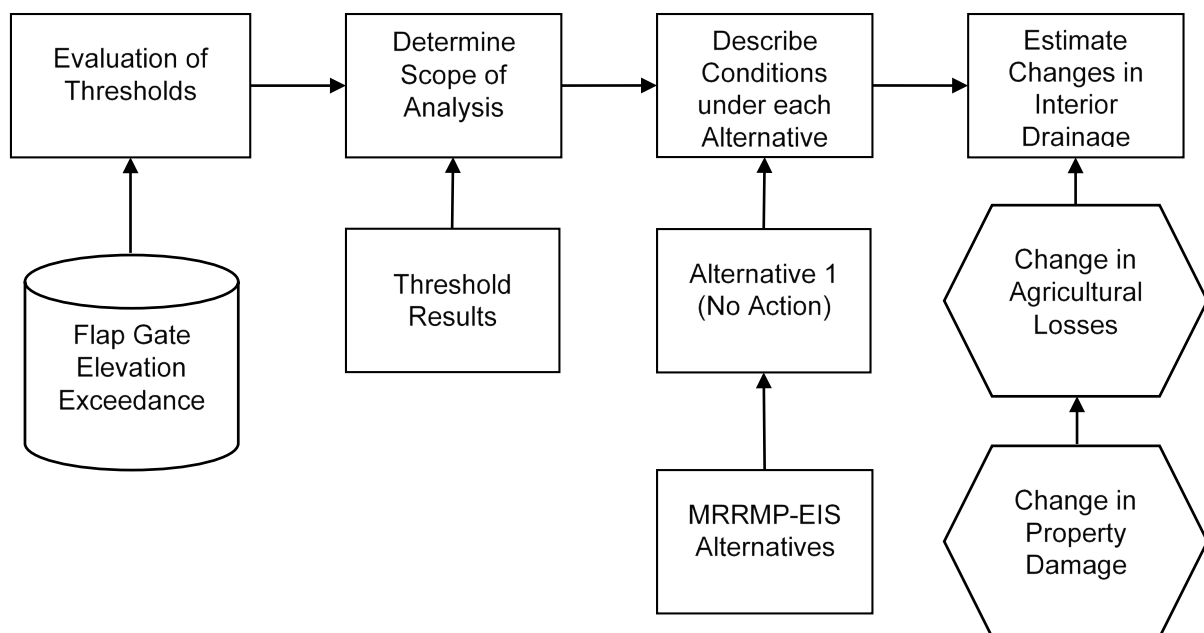 Evaluation of
Thresholds
Determine
Scope of
Analysis
Describe
Conditions
under each
Alternative
Estimate
Changes in
Interior
Drainage
Flap Gate
Elevation
Exceedance
Threshold
Results
Alternative 1
(No Action)
MRRMP-EIS
Alternatives
Change in
Agricultural
Losses
Change in
Property
Damage